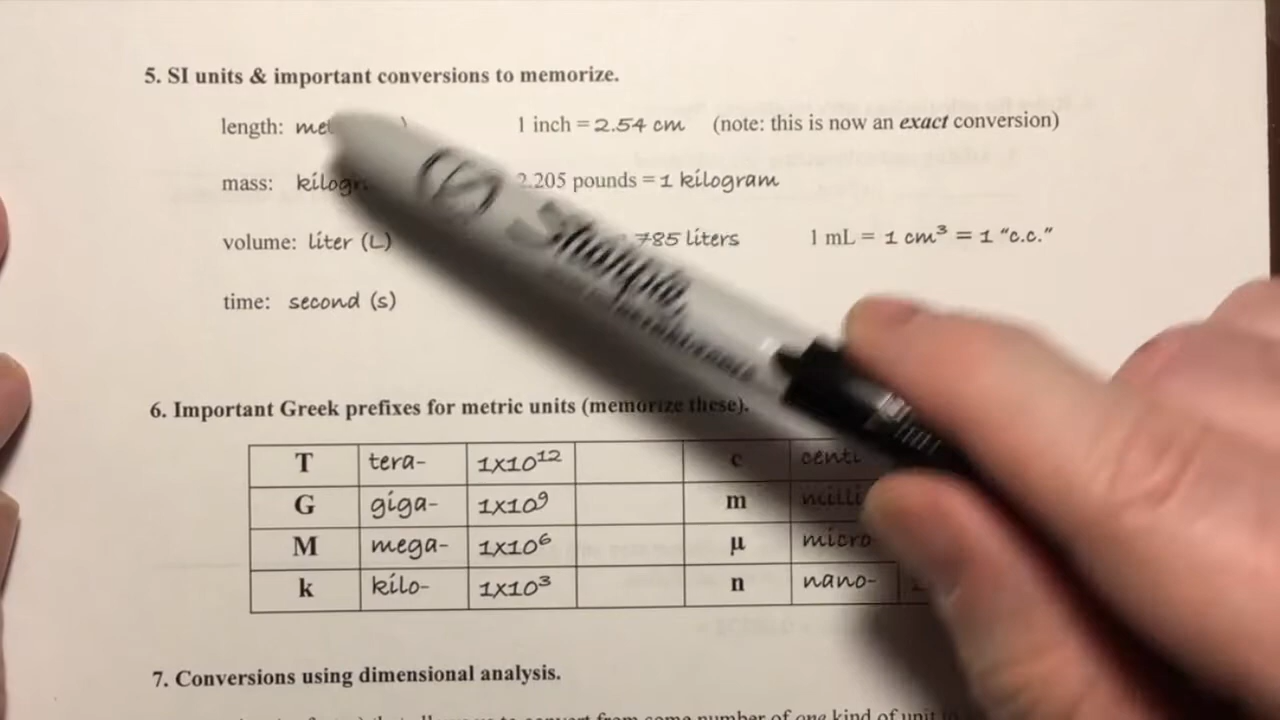 5. SI units & important conversions to memorize.
length: 1 inch = 2.54 cm (note: this is now an exact conversion)
mass: 2.205 pounds = 1 kilogram
volume: liter (L) 785 liters 1 mL = 1 cm³ = 1 "c.c."
time: second (s)
Sharpie
6. Important Greek prefixes for metric units (memorize these).
T tera- 1x10¹² c centi
G giga- 1x10⁹ m milli
M mega- 1x10⁶ μ micro-
k kilo- 1x10³ n nano-
7. Conversions using dimensional analysis.